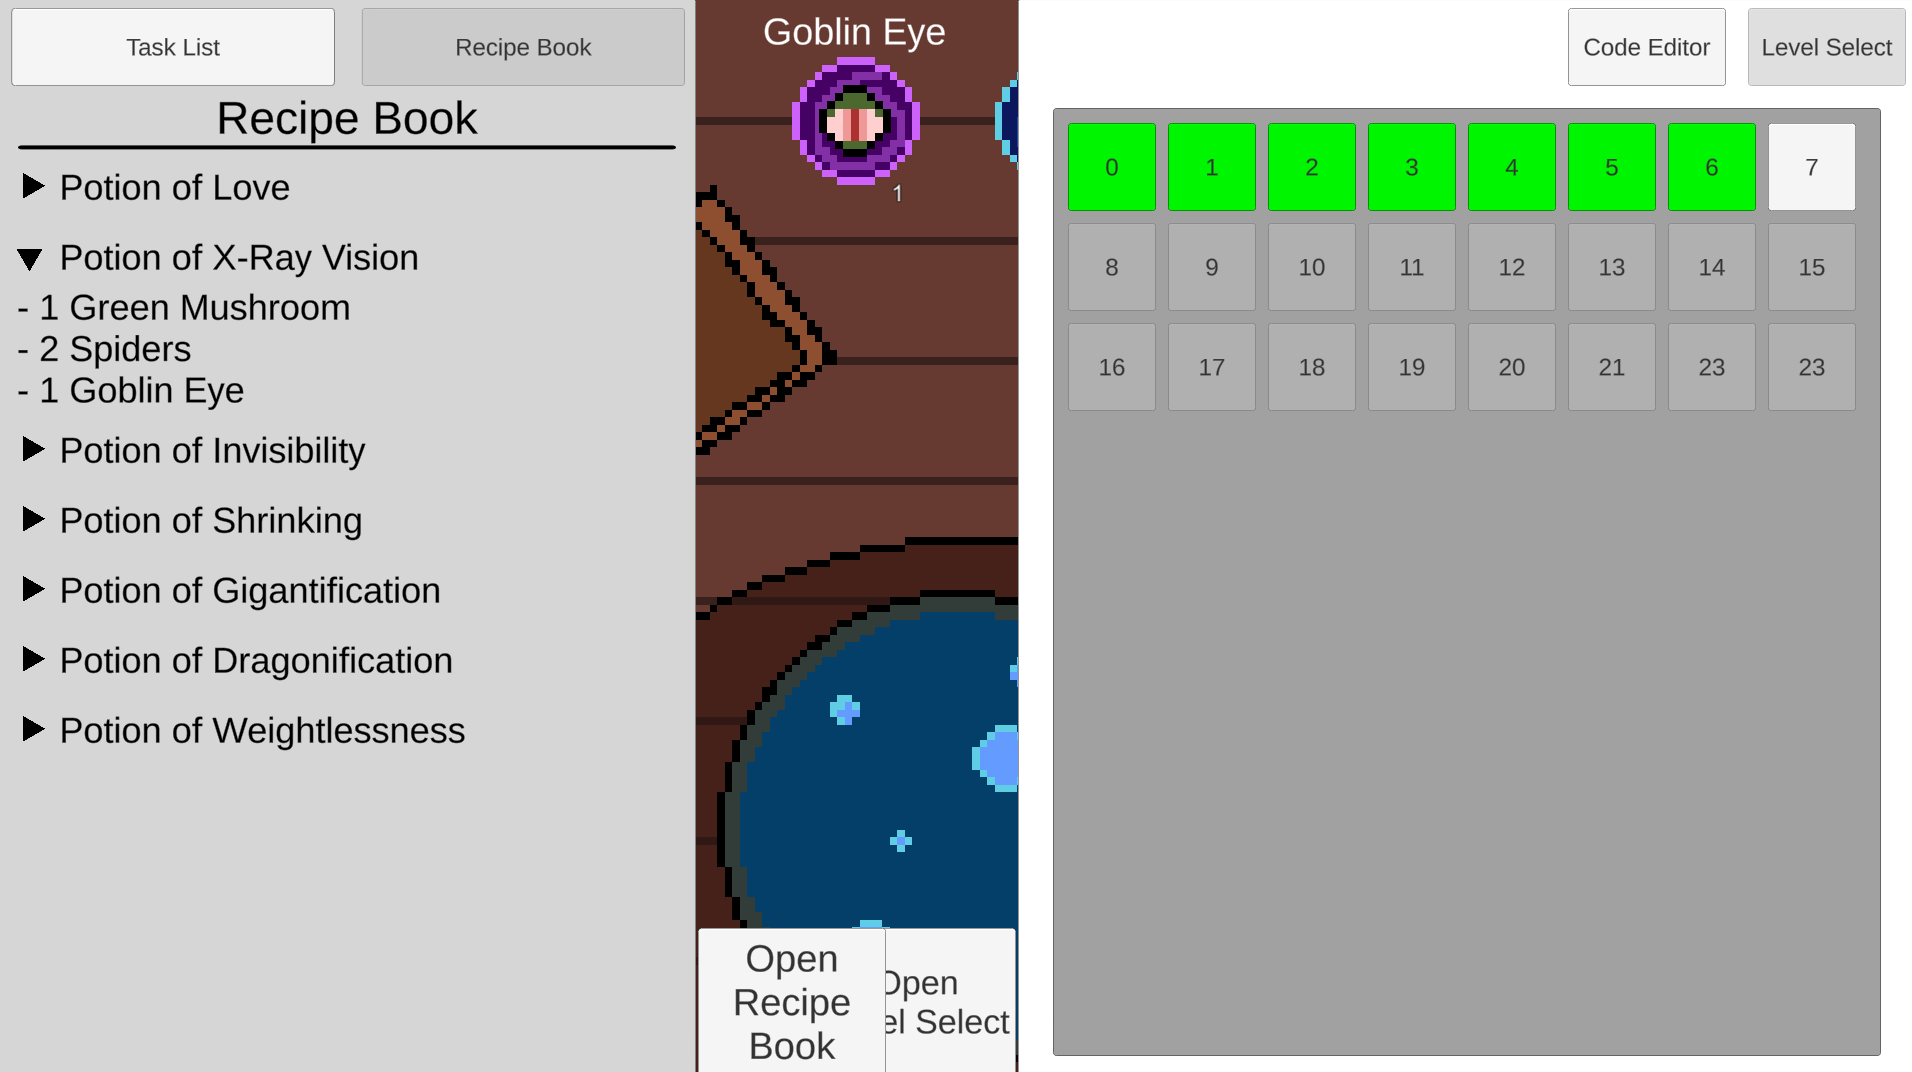 Task List
Recipe Book
Recipe Book
Potion of Love
Potion of X-Ray Vision
- 1 Green Mushroom
- 2 Spiders
- 1 Goblin Eye
Potion of Invisibility
Potion of Shrinking
Potion of Gigantification
Potion of Dragonification
Potion of Weightlessness
Goblin Eye
1
Open
Recipe
Book
Open
el Select
Code Editor
Level Select
0 1 2 3 4 5 6 7
8 9 10 11 12 13 14 15
16 17 18 19 20 21 23 23